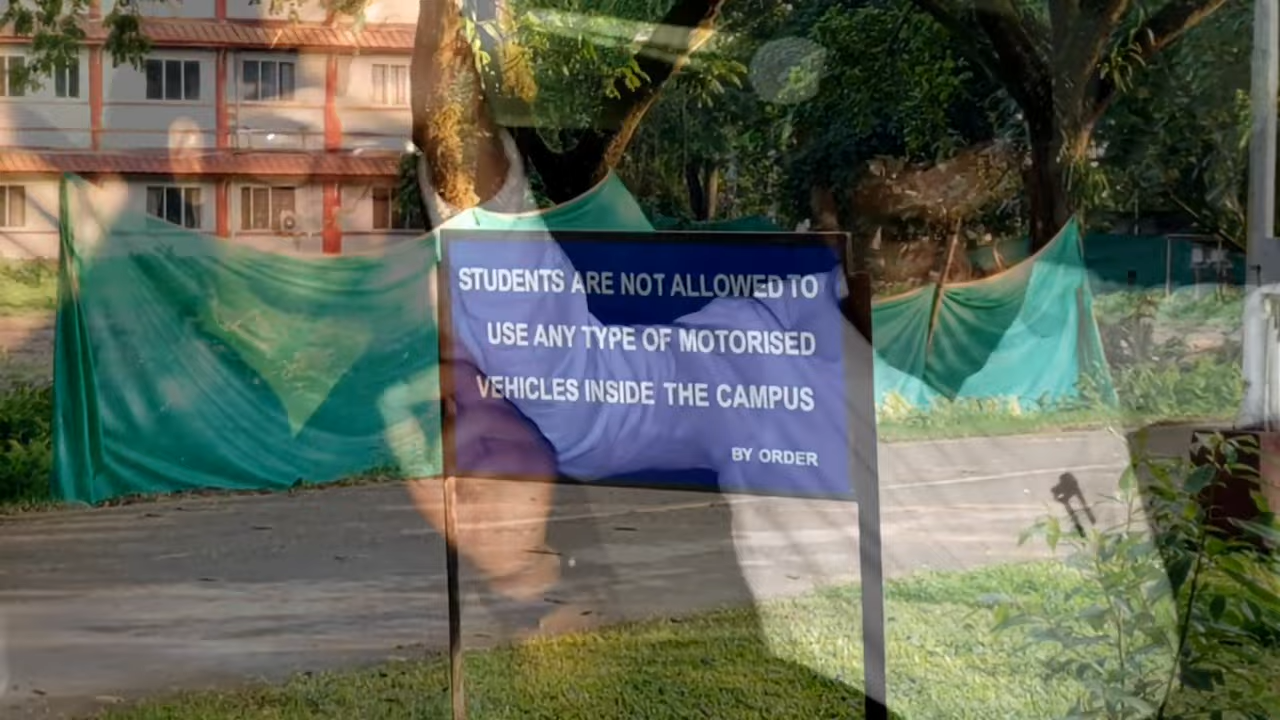 STUDENTS ARE NOT ALLOWED TO
USE ANY TYPE OF MOTORISED
VEHICLES INSIDE THE CAMPUS
BY ORDER